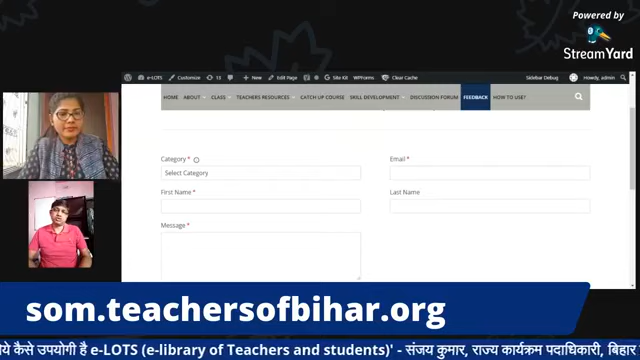 Powered by
StreamYard
e-LOTS Customize 13 New Edit Page Site Kit WPForms Clear Cache Sidebar Debug Howdy, admin
HOME ABOUT CLASS TEACHERS RESOURCES CATCH UP COURSE SKILL DEVELOPMENT DISCUSSION FORUM FEEDBACK HOW TO USE?
Category * Email *
Select Category
First Name * Last Name
Message *
som.teachersofbihar.org
ये कैसे उपयोगी है e-LOTS (e-library of Teachers and students)' - संजय कुमार, राज्य कार्यक्रम पदाधिकारी, बिहार